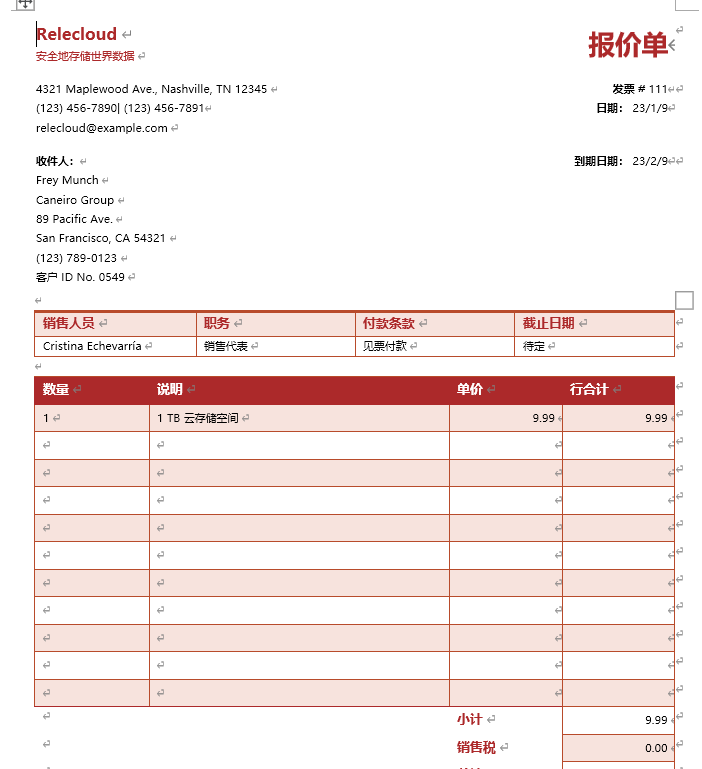 Relecloud
报价单
安全地存储世界数据
4321 Maplewood Ave., Nashville, TN 12345
发票 # 111
(123) 456-7890| (123) 456-7891
日期： 23/1/9
relecloud@example.com
收件人：
到期日期： 23/2/9
Frey Munch
Caneiro Group
89 Pacific Ave.
San Francisco, CA 54321
(123) 789-0123
客户 ID No. 0549
销售人员 职务 付款条款 截止日期
Cristina Echevarría 销售代表 见票付款 待定
数量 说明 单价 行合计
1 1 TB 云存储空间 9.99 9.99
小计 9.99
销售税 0.00